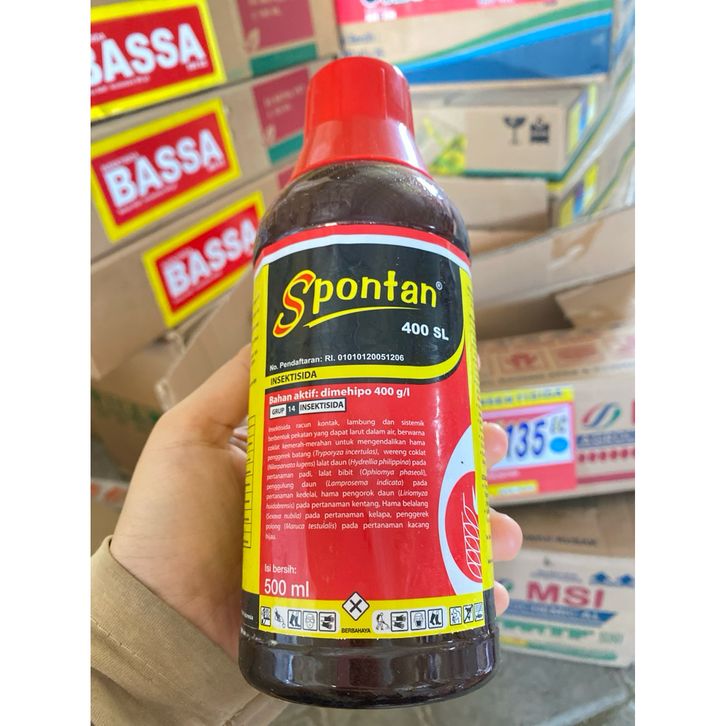 BASSA
BASSA
BASSA
Spontan®
400 SL
No. Pendaftaran: RI. 01010120051206
INSEKTISIDA
Bahan aktif: dimehipo 400 g/l
GRUP 14 INSEKTISIDA
Insektisida racun kontak, lambung dan sistemik
berbentuk pekatan yang dapat larut dalam air, berwarna
coklat kemerah-merahan untuk mengendalikan hama
penggerek batang (Tryporyza incertulas), wereng coklat
(Nilarpanata lugens) lalat daun (Hydrellia philippina) pada
pertanaman padi, lalat bibit (Ophiomya phaseoli),
penggulung daun (Lamprosema indicata) pada
pertanaman kedelai, hama pengorok daun (Liriomyza
huidobrensis) pada pertanaman kentang, Hama belalang
(Sexava nubila) pada pertanaman kelapa, penggerek
polong (Maruca testulalis) pada pertanaman kacang
hijau.
Isi bersih:
500 ml
BERBAHAYA
INSEKTISIDA
135 EC
MSI